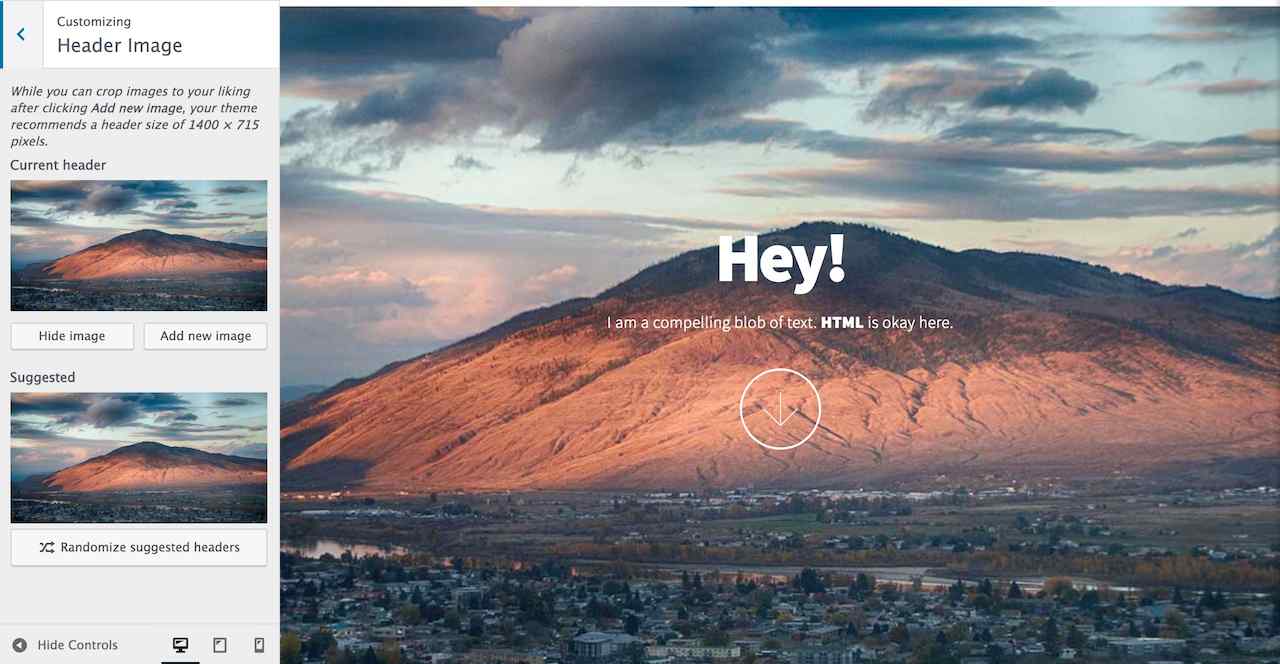 Customizing
Header Image
While you can crop images to your liking
after clicking Add new image, your theme
recommends a header size of 1400 × 715
pixels.
Current header
Hide image
Add new image
Suggested
Randomize suggested headers
Hide Controls
Hey!
I am a compelling blob of text. HTML is okay here.